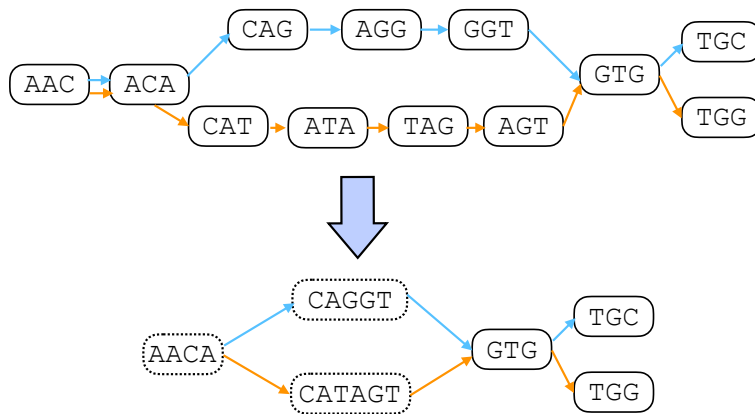 CAG AGG GGT
TGC
AAC ACA
GTG
CAT ATA TAG AGT
TGG
CAGGT
TGC
AACA
GTG
CATAGT
TGG